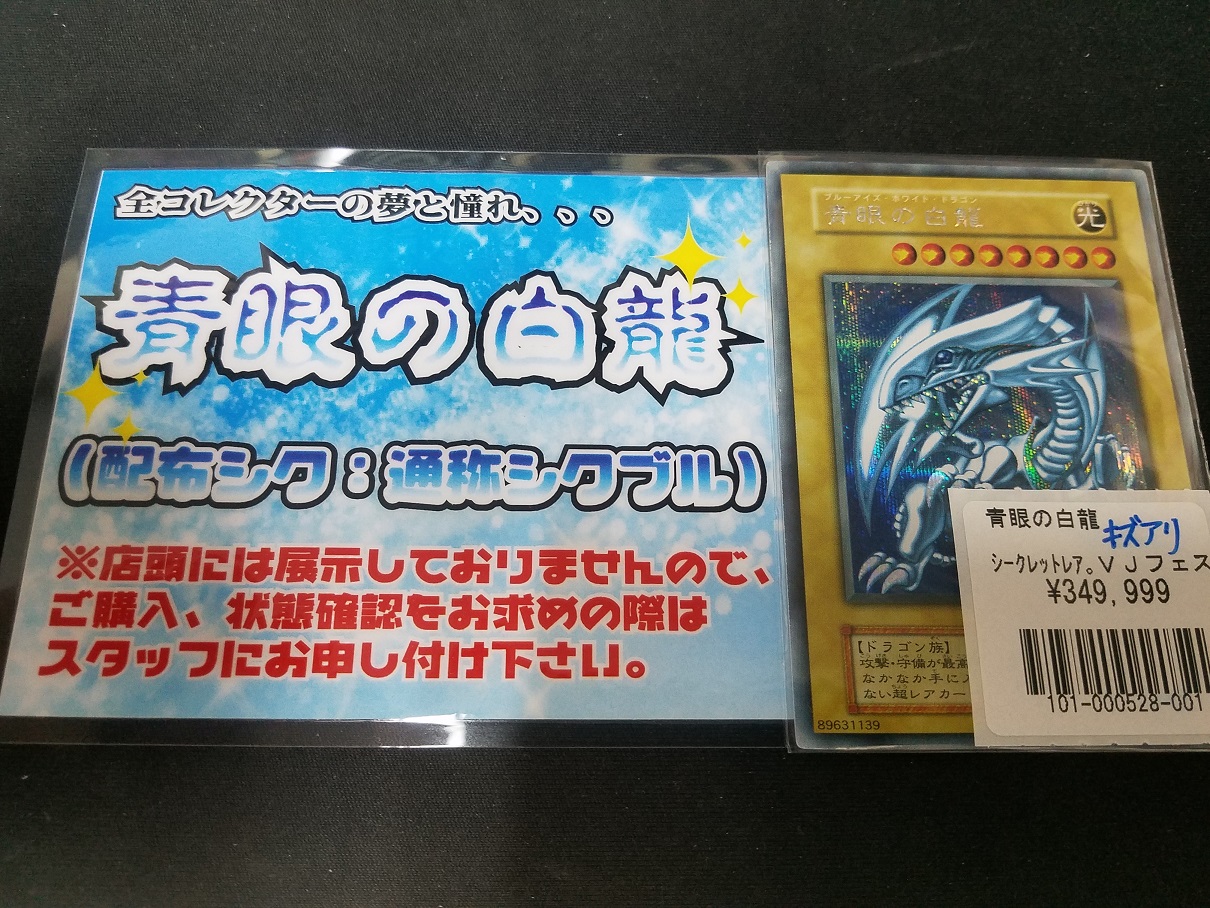 全コレクターの夢と憧れ、、、
青眼の白龍
(配布シク:通称シクブル)
※店頭には展示しておりませんので、
ご購入、状態確認をお求めの際は
スタッフにお申し付け下さい。
ブルーアイズ・ホワイト・ドラゴン
青眼の白龍
光
【ドラゴン族】
攻撃・守備が最高
なかなか手に入
ない超レアカー
89631139
青眼の白龍 キズアリ
シークレットレア。VJフェス
¥349,999
101-000528-001